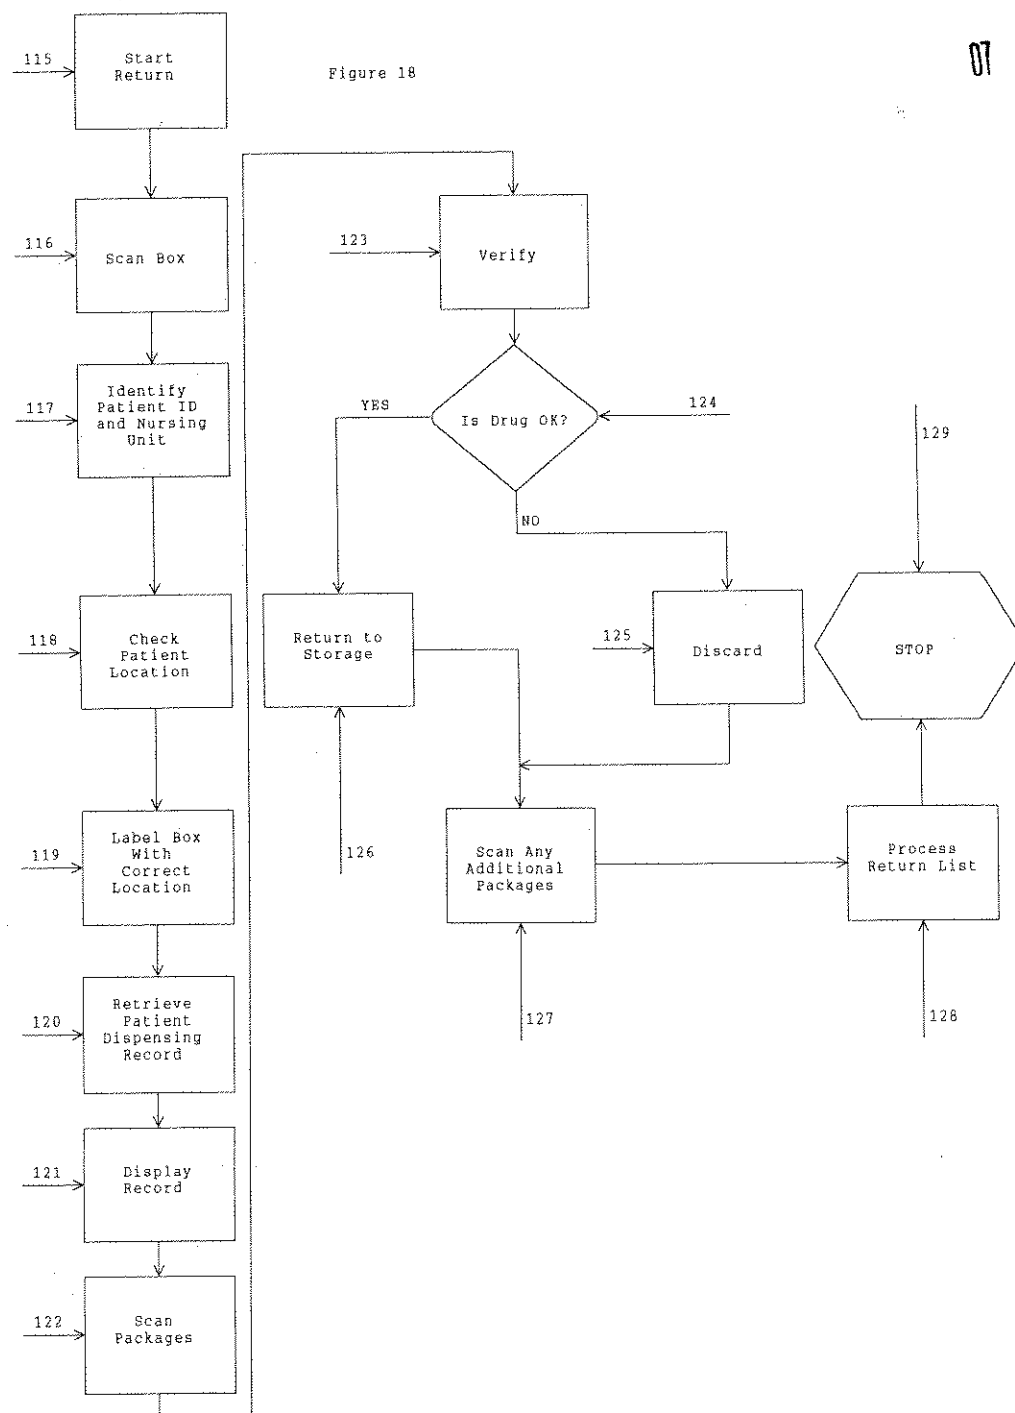 115
Start
Return
Figure 18
07
116
Scan Box
123
Verify
117
Identify
Patient ID
and Nursing
Unit
YES
Is Drug OK?
124
129
NO
118
Check
Patient
Location
Return to
Storage
125
Discard
STOP
126
119
Label Box
With
Correct
Location
Scan Any
Additional
Packages
Process
Return List
127
128
120
Retrieve
Patient
Dispensing
Record
121
Display
Record
122
Scan
Packages